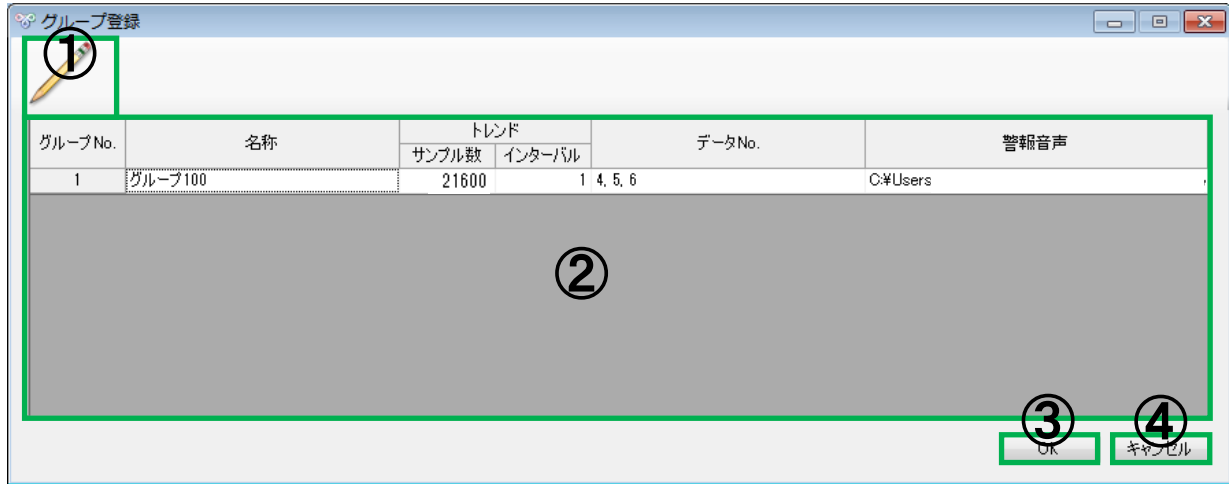 グループ登録
①
グループNo. 名称 トレンド データNo. 警報音声
サンプル数 インターバル
1 グループ100 21600 1 4, 5, 6 C:¥Users
②
③ ④
OK キャンセル